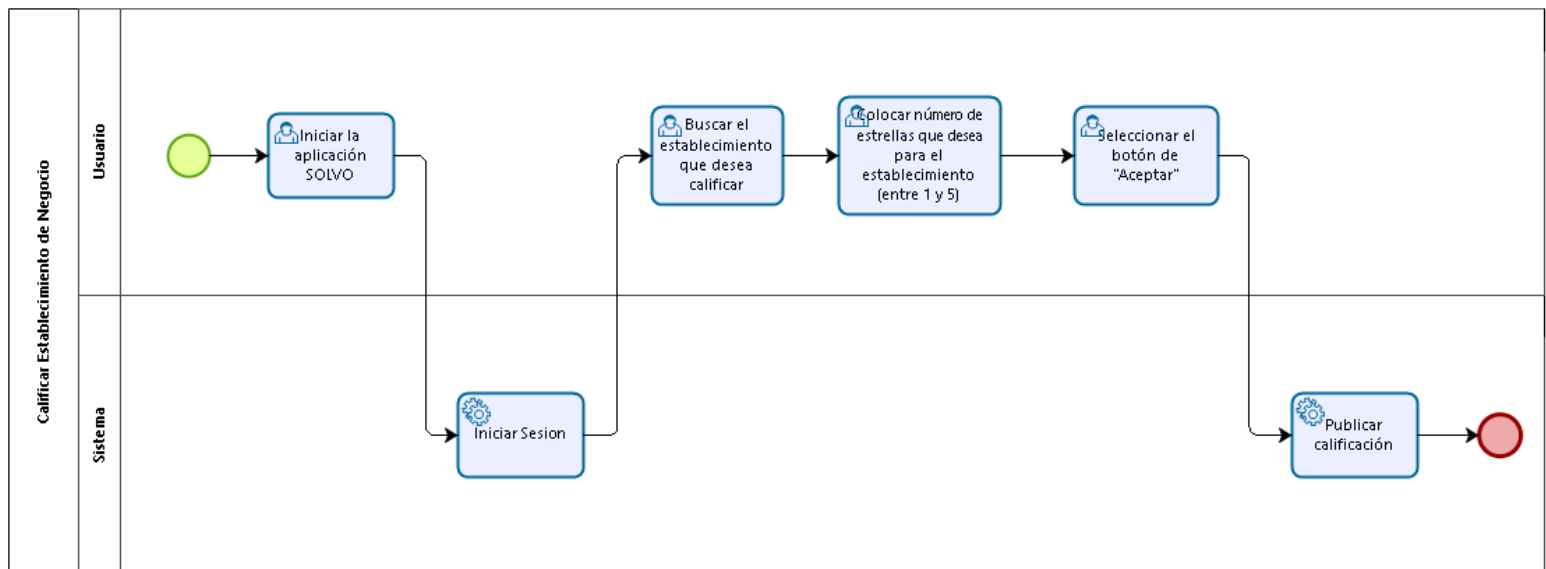 Calificar Establecimiento de Negocio
Usuario
Iniciar la
aplicación
SOLVO
Buscar el
establecimiento
que desea
calificar
Colocar número de
estrellas que desea
para el
establecimiento
(entre 1 y 5)
Seleccionar el
botón de
"Aceptar"
Sistema
Iniciar Sesion
Publicar
calificación